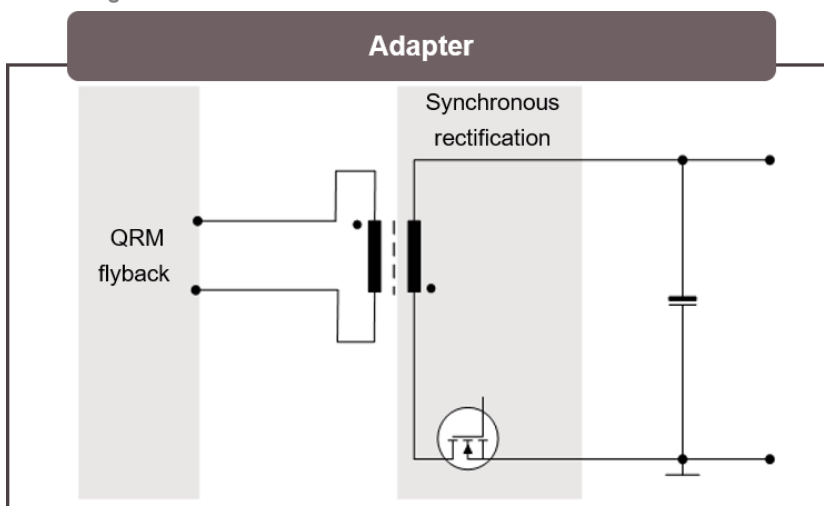 Adapter
Synchronous
rectification
QRM
flyback